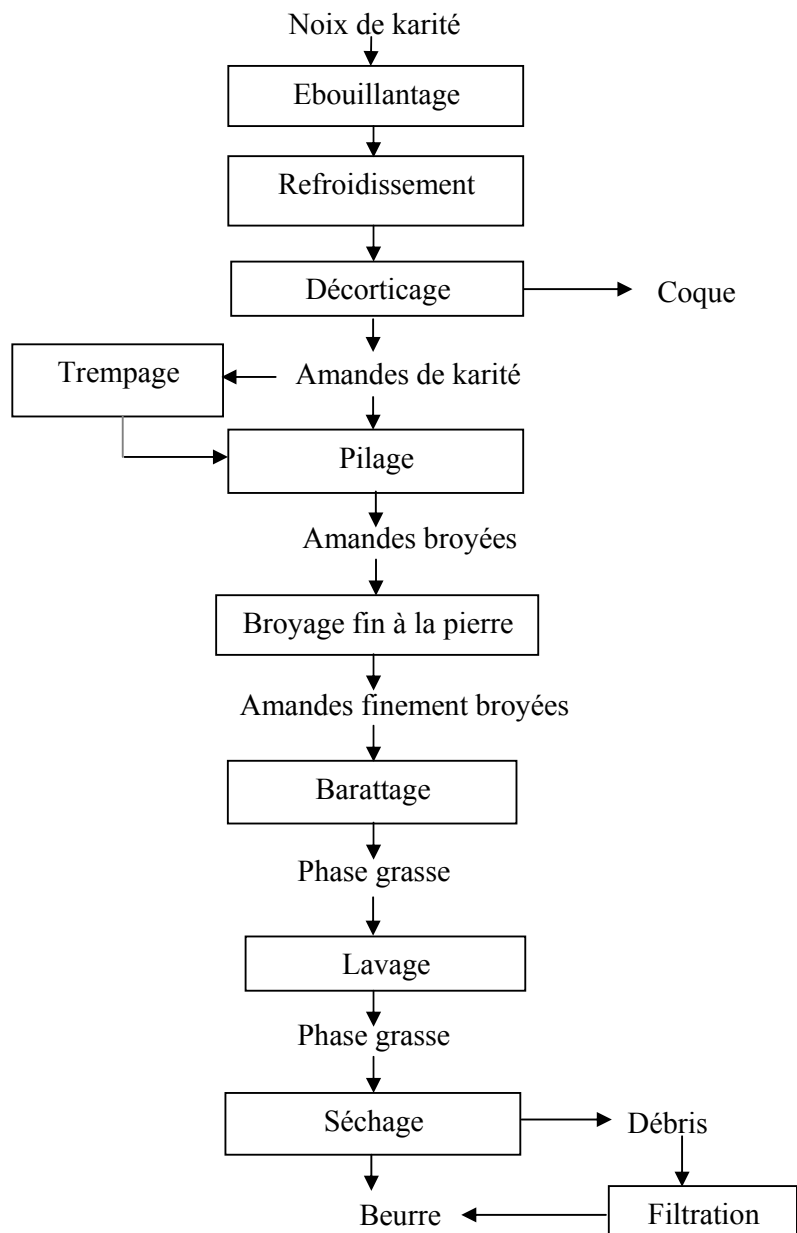 Noix de karité
Ebouillantage
Refroidissement
Décorticage
Coque
Trempage
Amandes de karité
Pilage
Amandes broyées
Broyage fin à la pierre
Amandes finement broyées
Barattage
Phase grasse
Lavage
Phase grasse
Séchage
Débris
Beurre
Filtration